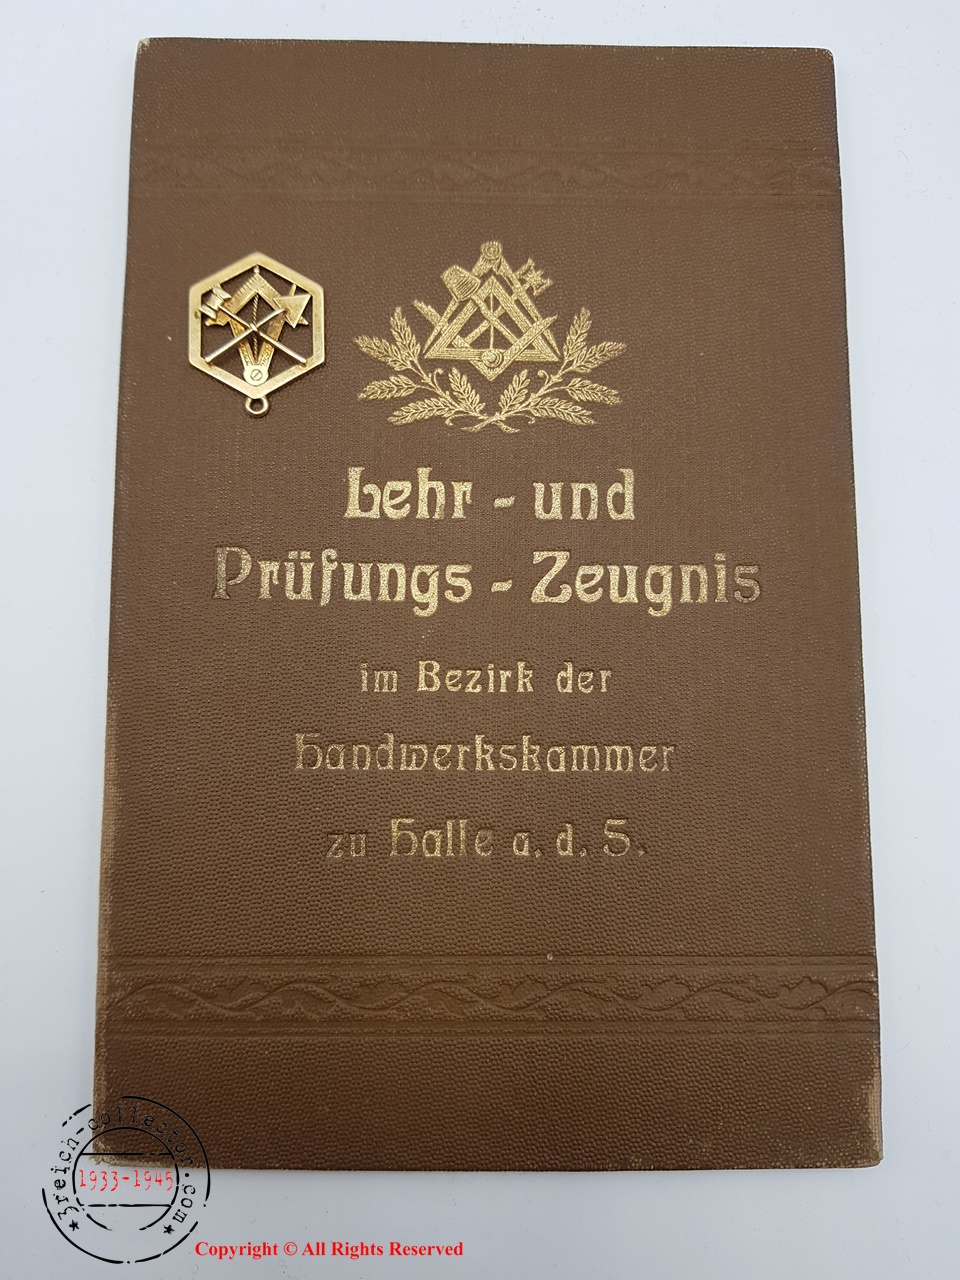 Lehr - und
Prüfungs - Zeugnis
im Bezirk der
Handwerkskammer
zu Halle a. d. S.
3reich-collector.com
1933-1945
Copyright © All Rights Reserved